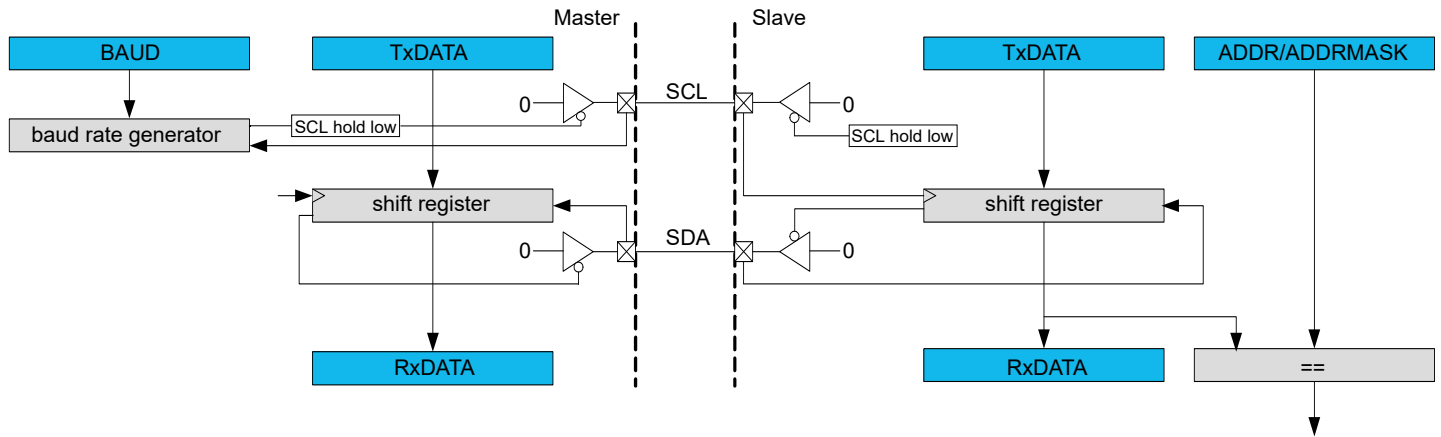 Master
Slave
BAUD
TxDATA
TxDATA
ADDR/ADDRMASK
SCL
0
0
baud rate generator
SCL hold low
SCL hold low
shift register
shift register
SDA
0
0
RxDATA
RxDATA
==